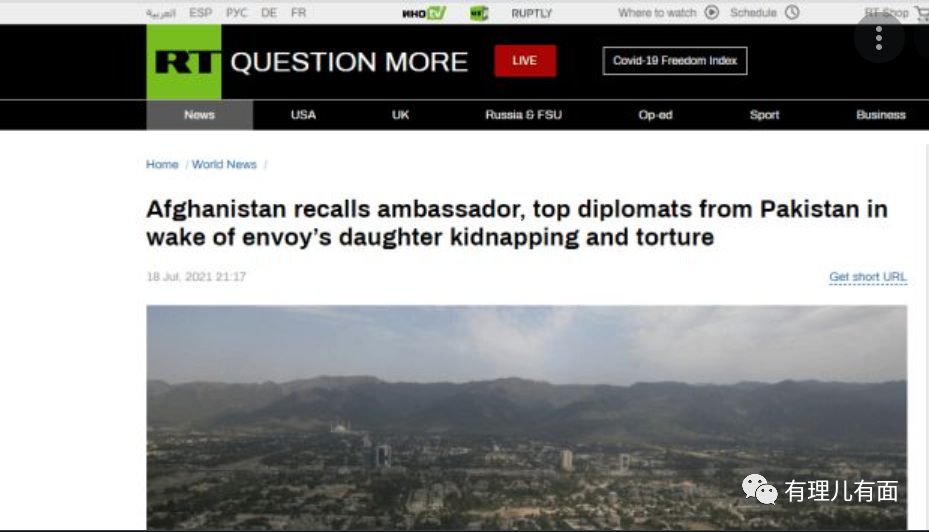 العربية ESP РУС DE FR ИНОTV RUPTLY Where to watch Schedule RT Shop
RT QUESTION MORE LIVE Covid-19 Freedom Index
News USA UK Russia & FSU Op-ed Sport Business
Home / World News /
Afghanistan recalls ambassador, top diplomats from Pakistan in
wake of envoy's daughter kidnapping and torture
18 Jul, 2021 21:17
Get short URL
有理儿有面